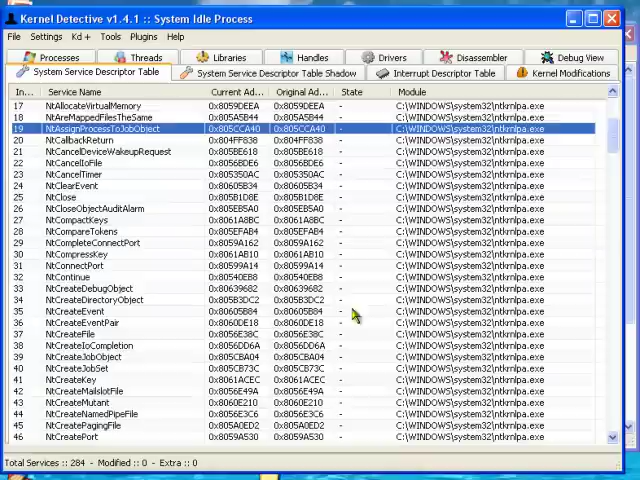 Kernel Detective v1.4.1 :: System Idle Process
File Settings Kd + Tools Plugins Help
Processes Threads Libraries Handles Drivers Disassembler Debug View
System Service Descriptor Table System Service Descriptor Table Shadow Interrupt Descriptor Table Kernel Modifications
In... Service Name Current Ad... Original Ad... State Module
17 NtAllocateVirtualMemory 0x8059DEEA 0x8059DEEA - C:\WINDOWS\system32\ntkrnlpa.exe
18 NtAreMappedFilesTheSame 0x805A5B44 0x805A5B44 - C:\WINDOWS\system32\ntkrnlpa.exe
19 NtAssignProcessToJobObject 0x805CCA40 0x805CCA40 - C:\WINDOWS\system32\ntkrnlpa.exe
20 NtCallbackReturn 0x804FF838 0x804FF838 - C:\WINDOWS\system32\ntkrnlpa.exe
21 NtCancelDeviceWakeupRequest 0x805BE618 0x805BE618 - C:\WINDOWS\system32\ntkrnlpa.exe
22 NtCancelIoFile 0x8056BDE6 0x8056BDE6 - C:\WINDOWS\system32\ntkrnlpa.exe
23 NtCancelTimer 0x805350AC 0x805350AC - C:\WINDOWS\system32\ntkrnlpa.exe
24 NtClearEvent 0x80605B34 0x80605B34 - C:\WINDOWS\system32\ntkrnlpa.exe
25 NtClose 0x805B1D8E 0x805B1D8E - C:\WINDOWS\system32\ntkrnlpa.exe
26 NtCloseObjectAuditAlarm 0x805EB5A0 0x805EB5A0 - C:\WINDOWS\system32\ntkrnlpa.exe
27 NtCompactKeys 0x8061A8BC 0x8061A8BC - C:\WINDOWS\system32\ntkrnlpa.exe
28 NtCompareTokens 0x805EFAB4 0x805EFAB4 - C:\WINDOWS\system32\ntkrnlpa.exe
29 NtCompleteConnectPort 0x8059A162 0x8059A162 - C:\WINDOWS\system32\ntkrnlpa.exe
30 NtCompressKey 0x8061AB10 0x8061AB10 - C:\WINDOWS\system32\ntkrnlpa.exe
31 NtConnectPort 0x80599A14 0x80599A14 - C:\WINDOWS\system32\ntkrnlpa.exe
32 NtContinue 0x80540EB8 0x80540EB8 - C:\WINDOWS\system32\ntkrnlpa.exe
33 NtCreateDebugObject 0x80639682 0x80639682 - C:\WINDOWS\system32\ntkrnlpa.exe
34 NtCreateDirectoryObject 0x805B3DC2 0x805B3DC2 - C:\WINDOWS\system32\ntkrnlpa.exe
35 NtCreateEvent 0x80605B84 0x80605B84 - C:\WINDOWS\system32\ntkrnlpa.exe
36 NtCreateEventPair 0x8060DE18 0x8060DE18 - C:\WINDOWS\system32\ntkrnlpa.exe
37 NtCreateFile 0x8056E38C 0x8056E38C - C:\WINDOWS\system32\ntkrnlpa.exe
38 NtCreateIoCompletion 0x8056DD6A 0x8056DD6A - C:\WINDOWS\system32\ntkrnlpa.exe
39 NtCreateJobObject 0x805CBA04 0x805CBA04 - C:\WINDOWS\system32\ntkrnlpa.exe
40 NtCreateJobSet 0x805CB73C 0x805CB73C - C:\WINDOWS\system32\ntkrnlpa.exe
41 NtCreateKey 0x8061ACEC 0x8061ACEC - C:\WINDOWS\system32\ntkrnlpa.exe
42 NtCreateMailslotFile 0x8056E49A 0x8056E49A - C:\WINDOWS\system32\ntkrnlpa.exe
43 NtCreateMutant 0x8060E210 0x8060E210 - C:\WINDOWS\system32\ntkrnlpa.exe
44 NtCreateNamedPipeFile 0x8056E3C6 0x8056E3C6 - C:\WINDOWS\system32\ntkrnlpa.exe
45 NtCreatePagingFile 0x805A0ED2 0x805A0ED2 - C:\WINDOWS\system32\ntkrnlpa.exe
46 NtCreatePort 0x8059A530 0x8059A530 - C:\WINDOWS\system32\ntkrnlpa.exe
Total Services :: 284 - Modified :: 0 - Extra :: 0